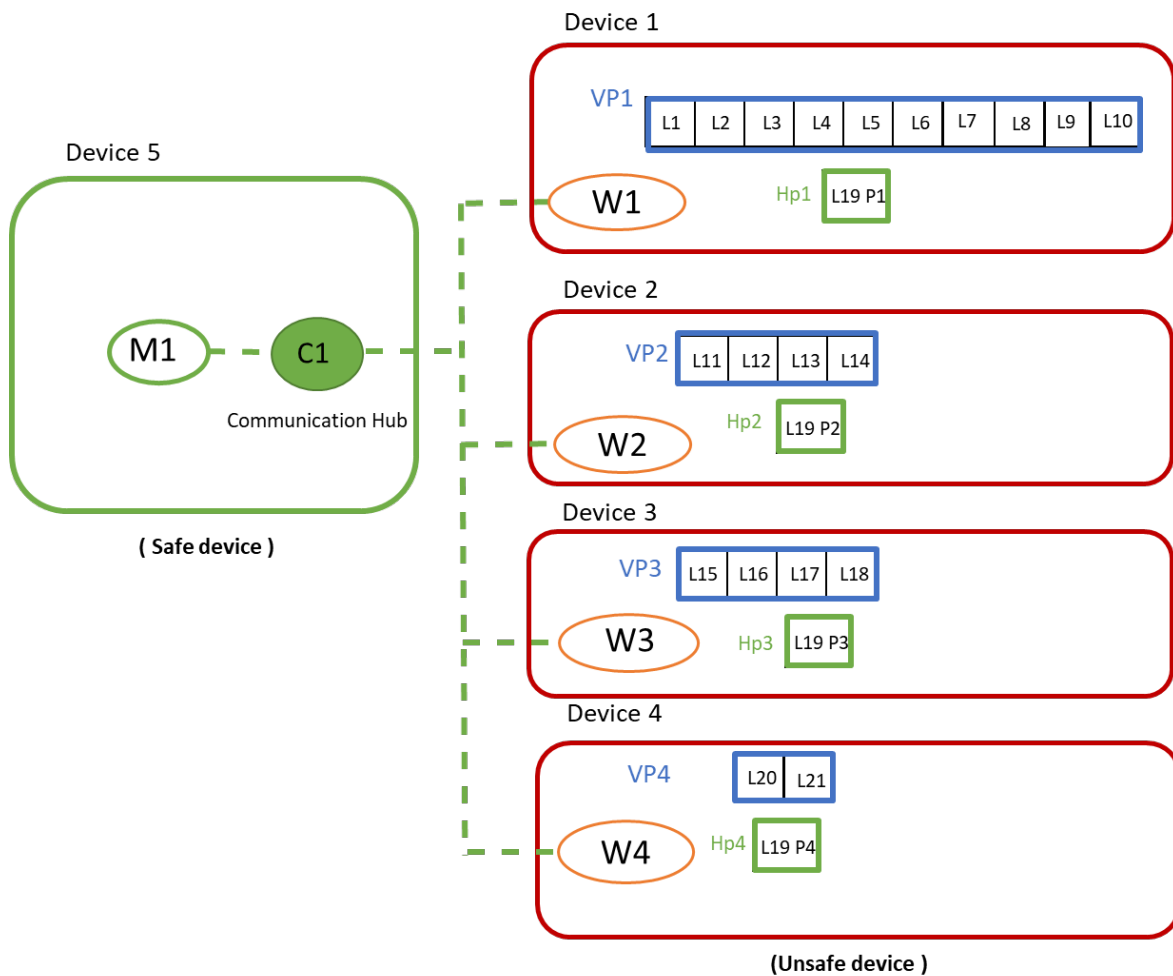 Device 1
VP1
L1 L2 L3 L4 L5 L6 L7 L8 L9 L10
W1
Hp1
L19 P1
Device 5
M1
C1
Communication Hub
( Safe device )
Device 2
VP2
L11 L12 L13 L14
Hp2
L19 P2
W2
Device 3
VP3
L15 L16 L17 L18
W3
Hp3
L19 P3
Device 4
VP4
L20 L21
W4
Hp4
L19 P4
(Unsafe device )